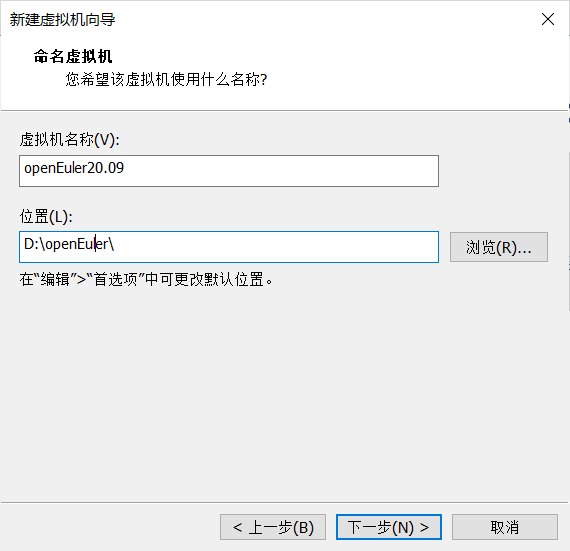 新建虚拟机向导
命名虚拟机
您希望该虚拟机使用什么名称?
虚拟机名称(V):
openEuler20.09
位置(L):
D:\openEuler\
浏览(R)...
在“编辑”>“首选项”中可更改默认位置。
< 上一步(B)
下一步(N) >
取消